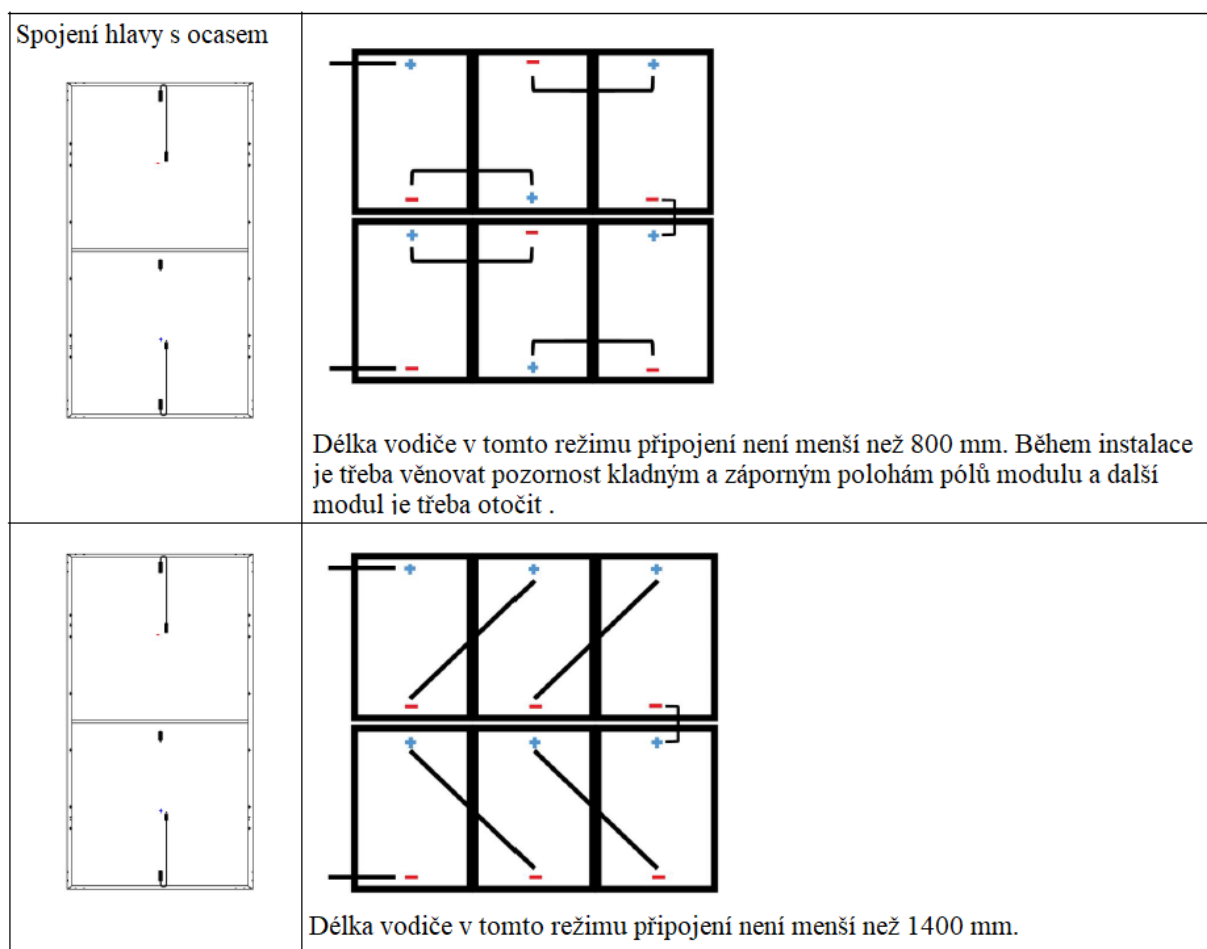 Spojení hlavy s ocasem
+ − +
− + −
+ − +
− + −
Délka vodiče v tomto režimu připojení není menší než 800 mm. Během instalace
je třeba věnovat pozornost kladným a záporným polohám pólů modulu a další
modul je třeba otočit .
+ + +
− − −
+ + +
− − −
Délka vodiče v tomto režimu připojení není menší než 1400 mm.